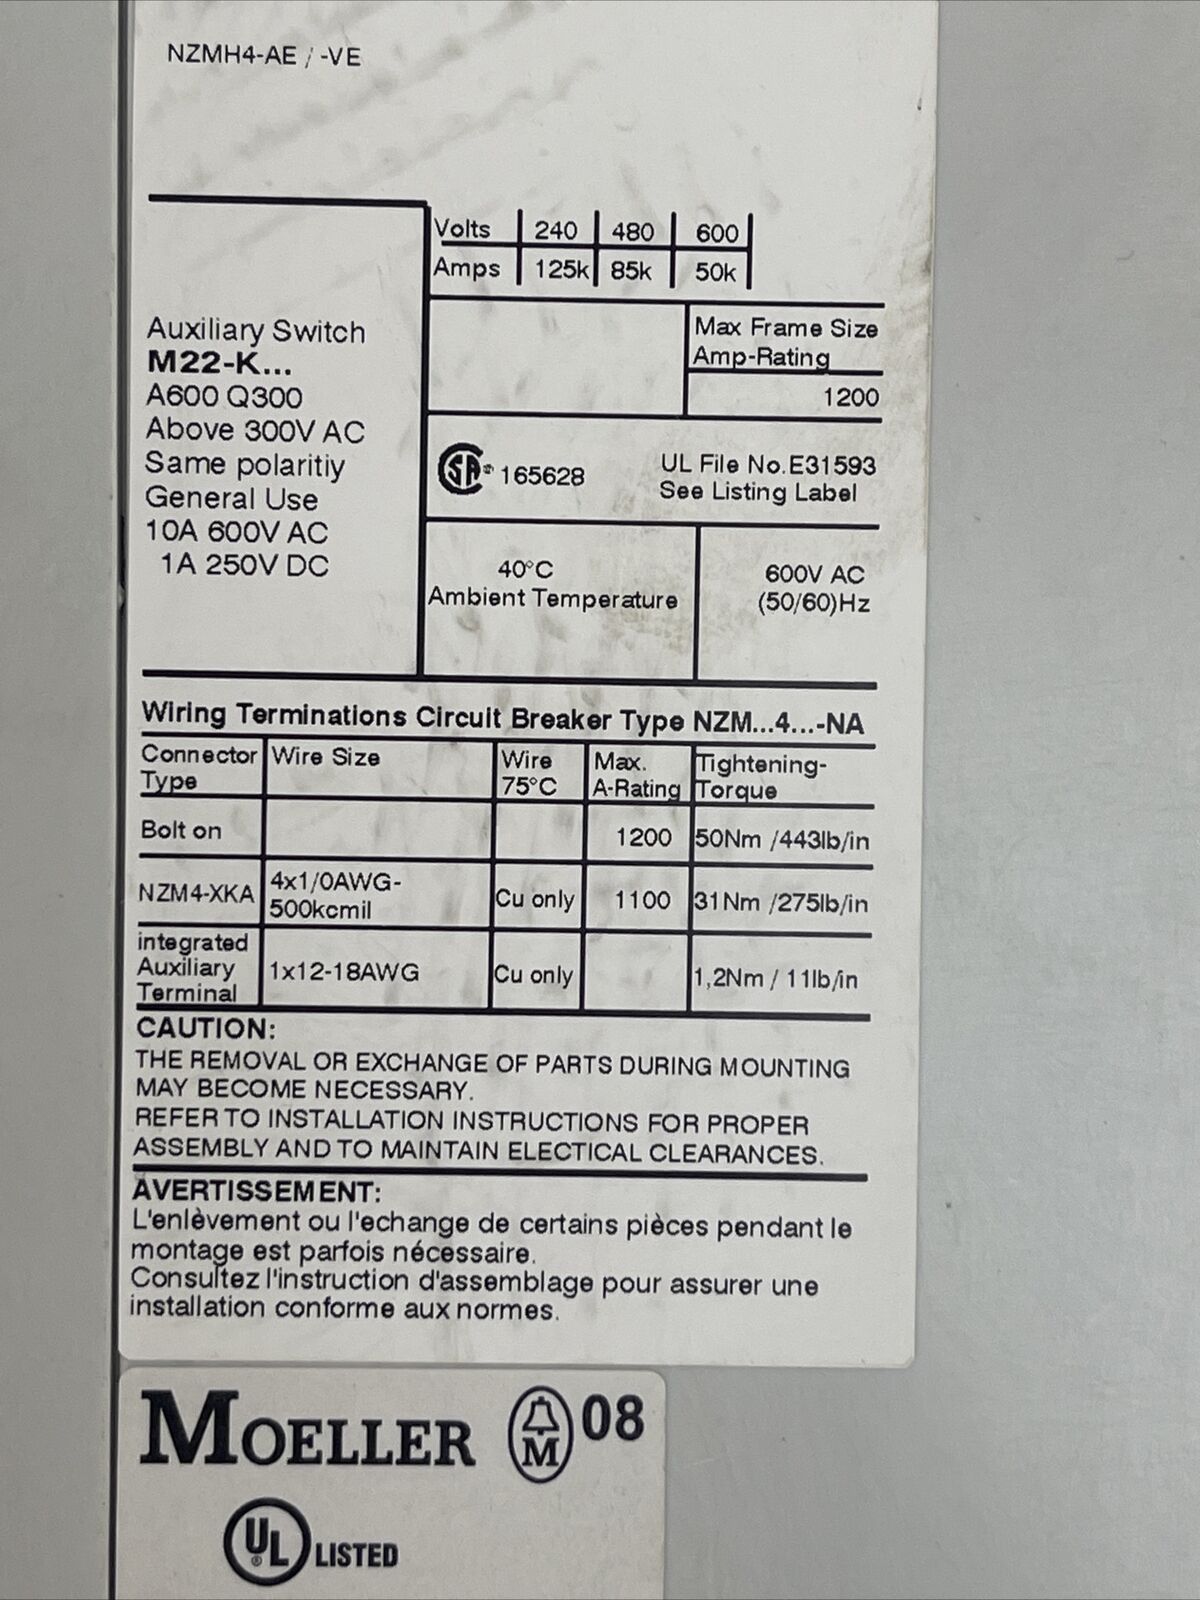 NZMH4-AE / -VE
Volts 240 480 600
Amps 125k 85k 50k
Max Frame Size
Amp-Rating
1200
Auxiliary Switch
M22-K...
A600 Q300
Above 300V AC
Same polaritiy
General Use
10A 600V AC
1A 250V DC
SA® 165628
UL File No.E31593
See Listing Label
40°C
Ambient Temperature
600V AC
(50/60)Hz
Wiring Terminations Circuit Breaker Type NZM...4...-NA
Connector Type Wire Size Wire 75°C Max. A-Rating Tightening-Torque
Bolt on 1200 50Nm /443lb/in
NZM4-XKA 4x1/0AWG-500kcmil Cu only 1100 31Nm /275lb/in
integrated Auxiliary Terminal 1x12-18AWG Cu only 1,2Nm / 11lb/in
CAUTION:
THE REMOVAL OR EXCHANGE OF PARTS DURING MOUNTING
MAY BECOME NECESSARY.
REFER TO INSTALLATION INSTRUCTIONS FOR PROPER
ASSEMBLY AND TO MAINTAIN ELECTICAL CLEARANCES.
AVERTISSEMENT:
L'enlèvement ou l'echange de certains pièces pendant le
montage est parfois nécessaire.
Consultez l'instruction d'assemblage pour assurer une
installation conforme aux normes.
MOELLER M 08
UL® LISTED